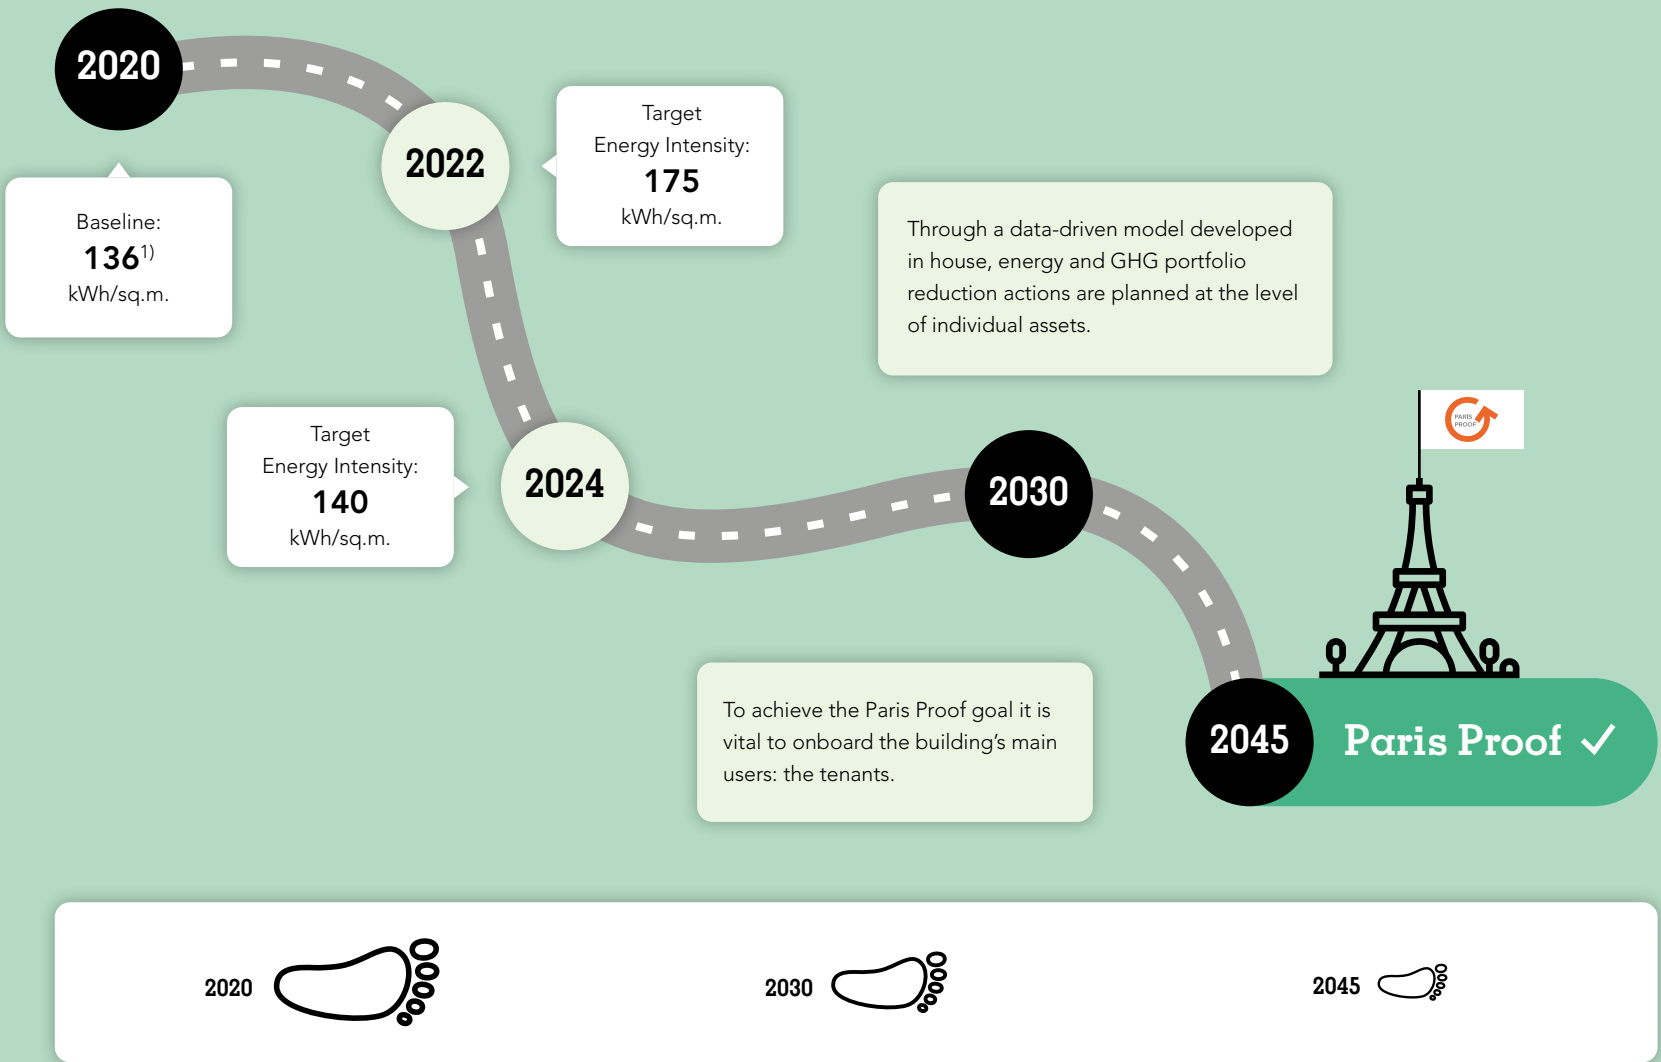 2020
Baseline:
136¹⁾
kWh/sq.m.
2022
Target
Energy Intensity:
175
kWh/sq.m.
Through a data-driven model developed
in house, energy and GHG portfolio
reduction actions are planned at the level
of individual assets.
Target
Energy Intensity:
140
kWh/sq.m.
2024
2030
PARIS
PROOF
To achieve the Paris Proof goal it is
vital to onboard the building’s main
users: the tenants.
2045
Paris Proof ✓
2020
2030
2045